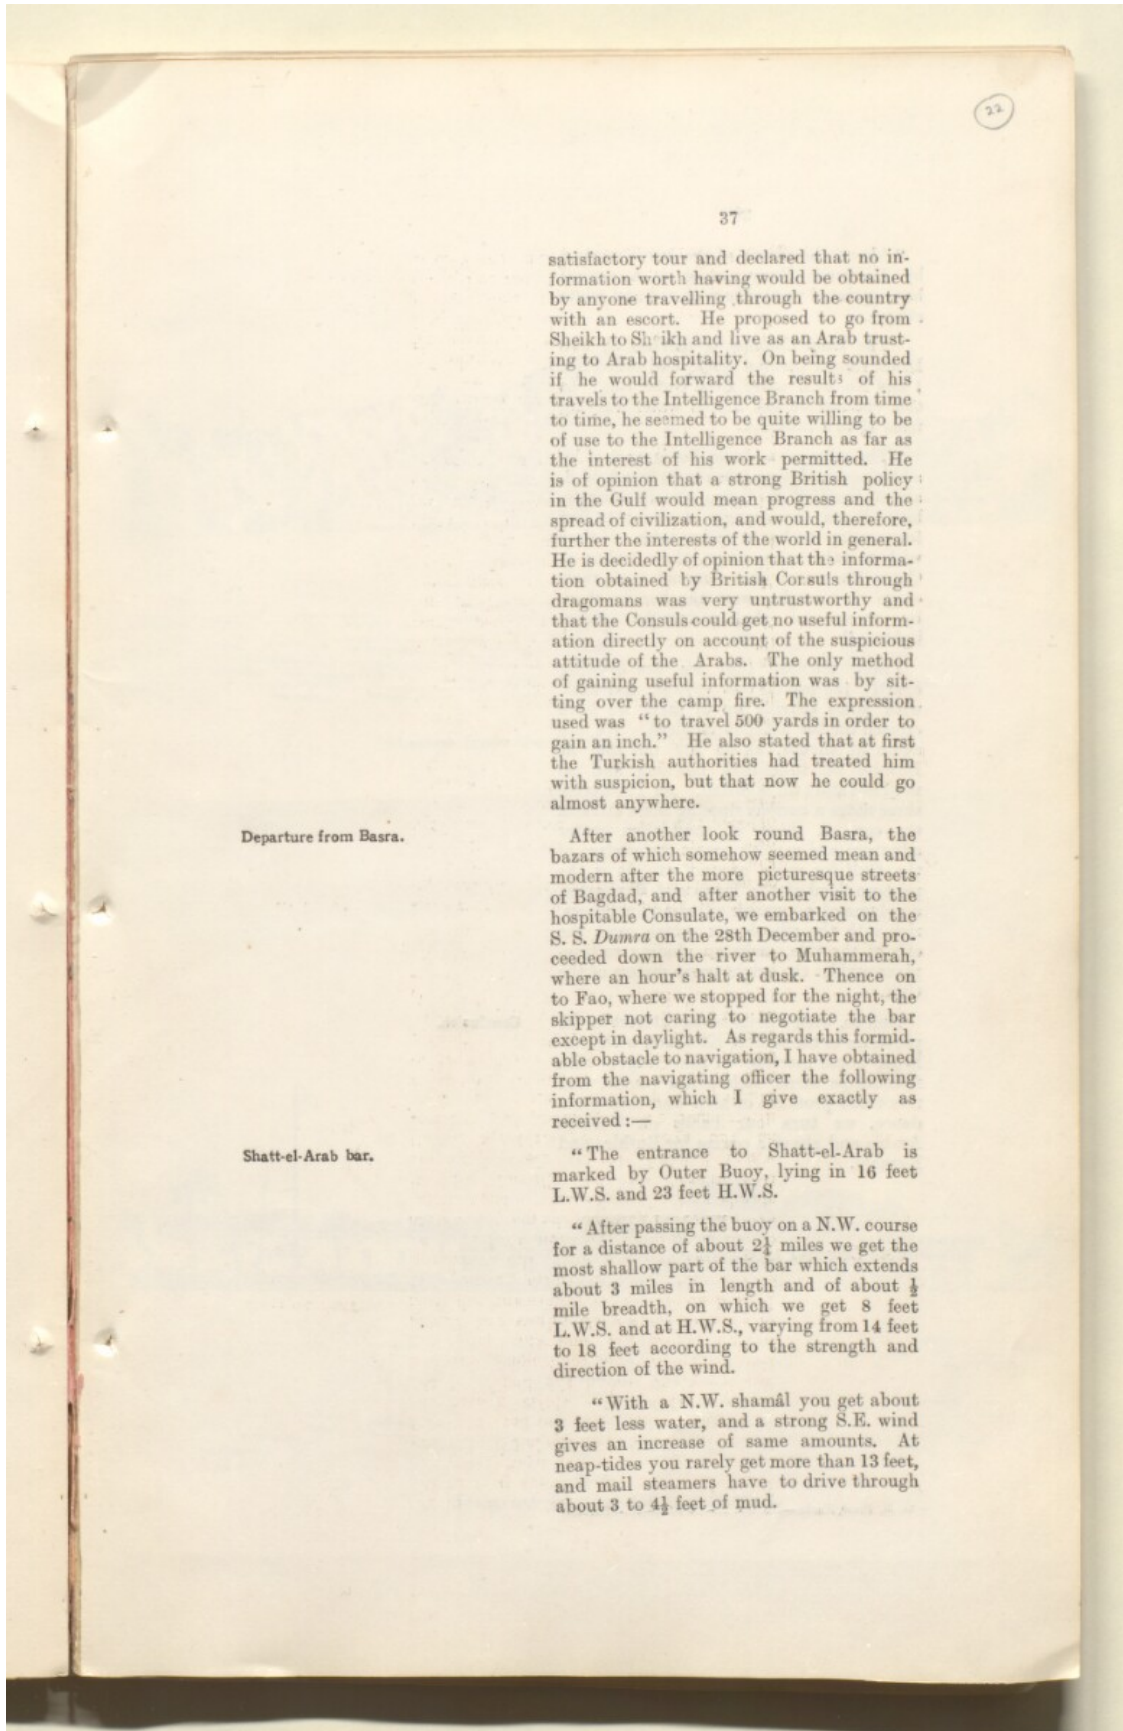 22
37
satisfactory tour and declared that no in-
formation worth having would be obtained
by anyone travelling through the country
with an escort. He proposed to go from
Sheikh to Sh ikh and live as an Arab trust-
ing to Arab hospitality. On being sounded
if he would forward the results of his
travels to the Intelligence Branch from time
to time, he seemed to be quite willing to be
of use to the Intelligence Branch as far as
the interest of his work permitted. He
is of opinion that a strong British policy
in the Gulf would mean progress and the
spread of civilization, and would, therefore,
further the interests of the world in general.
He is decidedly of opinion that the informa-
tion obtained by British Consuls through
dragomans was very untrustworthy and
that the Consuls could get no useful inform-
ation directly on account of the suspicious
attitude of the Arabs. The only method
of gaining useful information was by sit-
ting over the camp fire. The expression
used was "to travel 500 yards in order to
gain an inch." He also stated that at first
the Turkish authorities had treated him
with suspicion, but that now he could go
almost anywhere.
Departure from Basra.
After another look round Basra, the
bazars of which somehow seemed mean and
modern after the more picturesque streets
of Bagdad, and after another visit to the
hospitable Consulate, we embarked on the
S. S. Dumra on the 28th December and pro-
ceeded down the river to Muhammerah,
where an hour's halt at dusk. Thence on
to Fao, where we stopped for the night, the
skipper not caring to negotiate the bar
except in daylight. As regards this formid-
able obstacle to navigation, I have obtained
from the navigating officer the following
information, which I give exactly as
received :—
Shatt-el-Arab bar.
"The entrance to Shatt-el-Arab is
marked by Outer Buoy, lying in 16 feet
L.W.S. and 23 feet H.W.S.
"After passing the buoy on a N.W. course
for a distance of about 2½ miles we get the
most shallow part of the bar which extends
about 3 miles in length and of about ½
mile breadth, on which we get 8 feet
L.W.S. and at H.W.S., varying from 14 feet
to 18 feet according to the strength and
direction of the wind.
"With a N.W. shamâl you get about
3 feet less water, and a strong S.E. wind
gives an increase of same amounts. At
neap-tides you rarely get more than 13 feet,
and mail steamers have to drive through
about 3 to 4½ feet of mud.